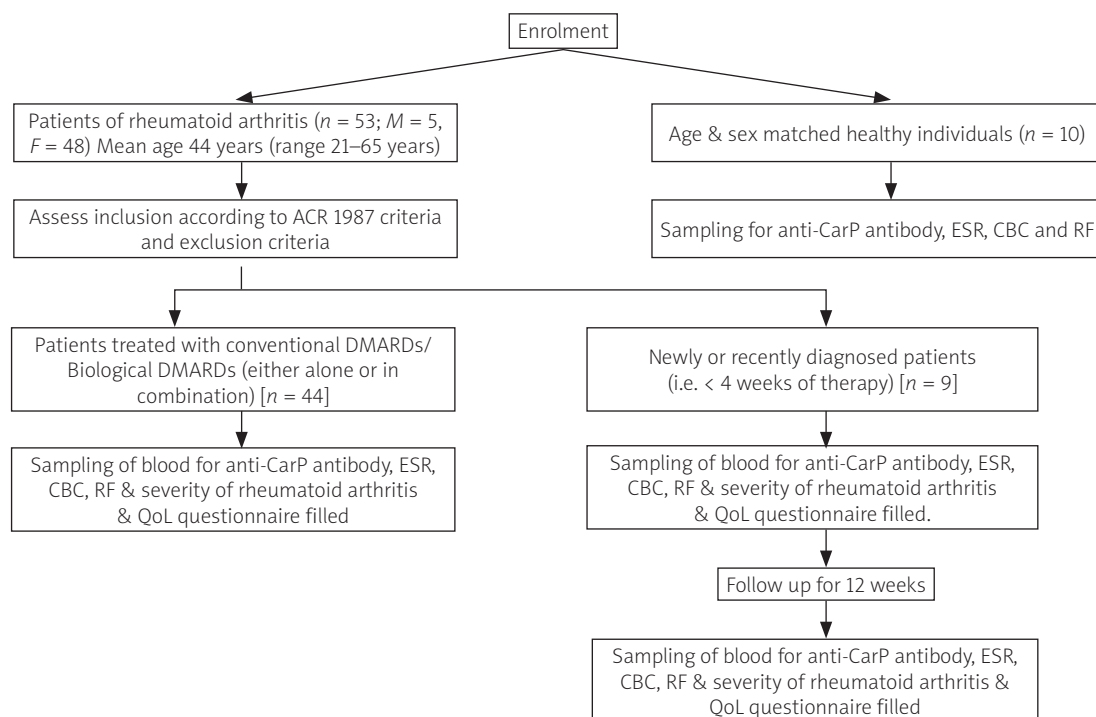 Enrolment
Patients of rheumatoid arthritis (n = 53; M = 5,
F = 48) Mean age 44 years (range 21–65 years)
Age & sex matched healthy individuals (n = 10)
Assess inclusion according to ACR 1987 criteria
and exclusion criteria
Sampling for anti-CarP antibody, ESR, CBC and RF
Patients treated with conventional DMARDs/
Biological DMARDs (either alone or in
combination) [n = 44]
Newly or recently diagnosed patients
(i.e. < 4 weeks of therapy) [n = 9]
Sampling of blood for anti-CarP antibody, ESR,
CBC, RF & severity of rheumatoid arthritis
& QoL questionnaire filled
Sampling of blood for anti-CarP antibody, ESR,
CBC, RF & severity of rheumatoid arthritis
& QoL questionnaire filled.
Follow up for 12 weeks
Sampling of blood for anti-CarP antibody, ESR,
CBC, RF & severity of rheumatoid arthritis &
QoL questionnaire filled